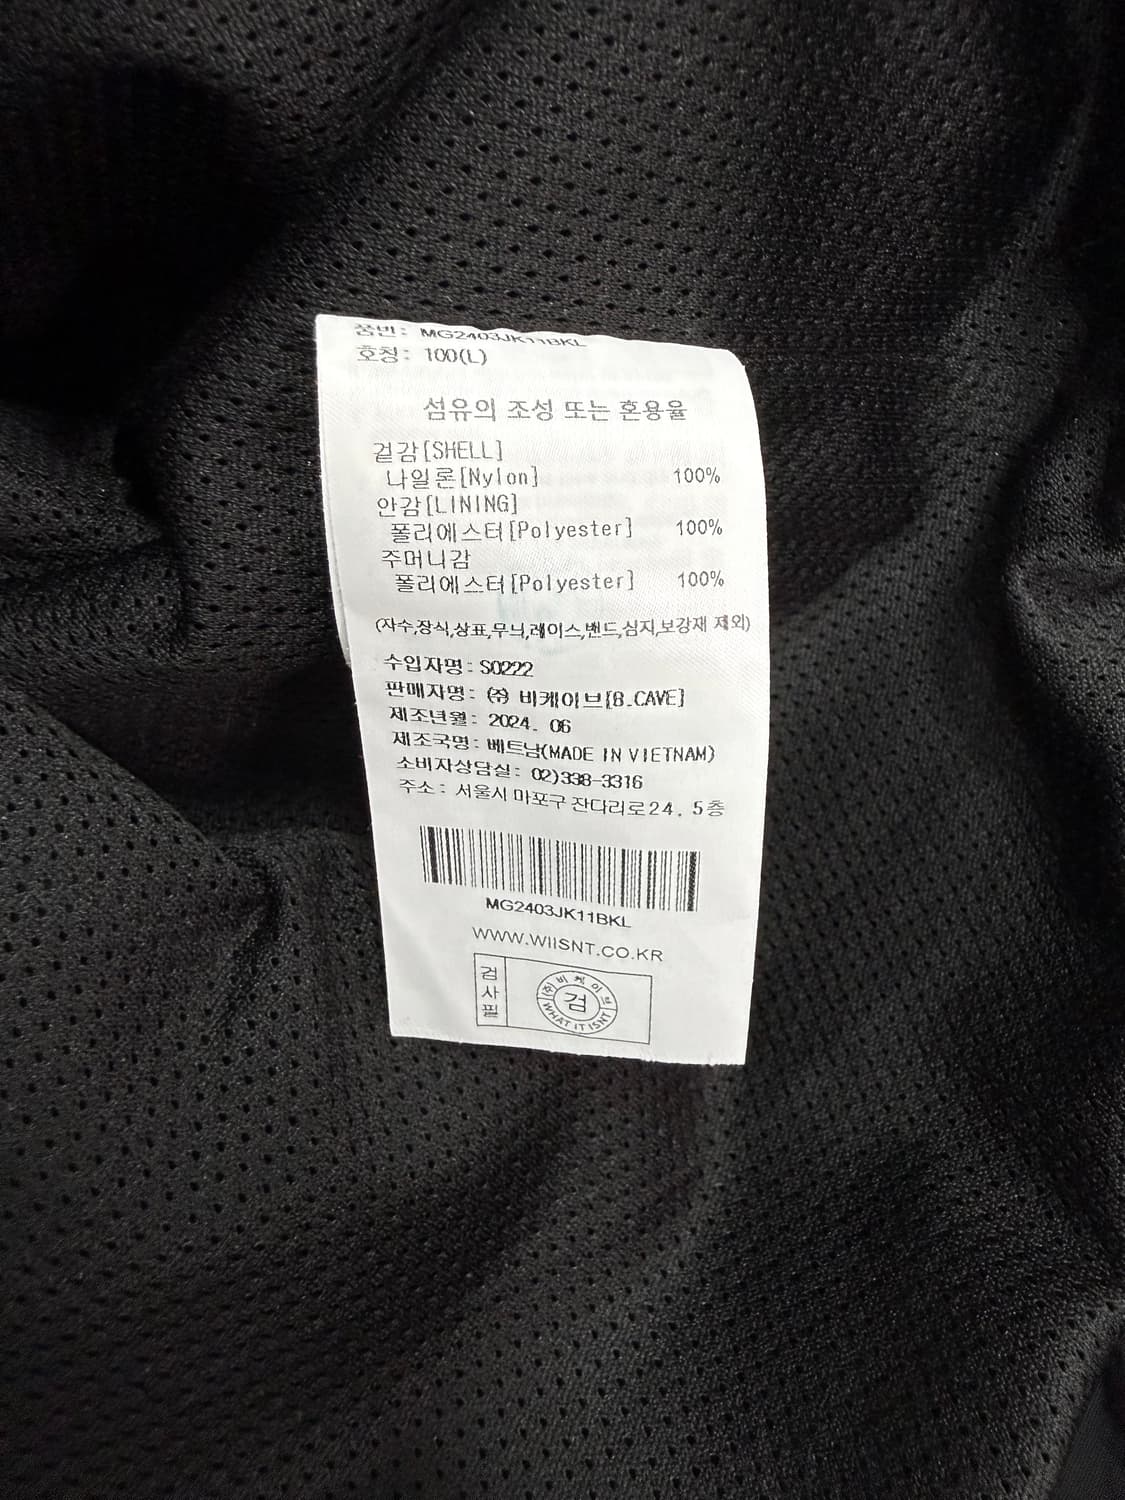 품번: MG2403JK11BKL
호칭: 100(L)
섬유의 조성 또는 혼용율
겉감[SHELL]
나일론[Nylon] 100%
안감[LINING]
폴리에스터[Polyester] 100%
주머니감
폴리에스터[Polyester] 100%
(자수,장식,상표,무늬,레이스,밴드,심지,보강재 제외)
수입자명: S0222
판매자명: ㈜ 비케이브[B.CAVE]
제조년월: 2024. 06
제조국명: 베트남(MADE IN VIETNAM)
소비자상담실: 02)338-3316
주소: 서울시 마포구 잔다리로24, 5층
MG2403JK11BKL
WWW.WIISNT.CO.KR
검사필
㈜비케이브
검
WHAT IT ISNT